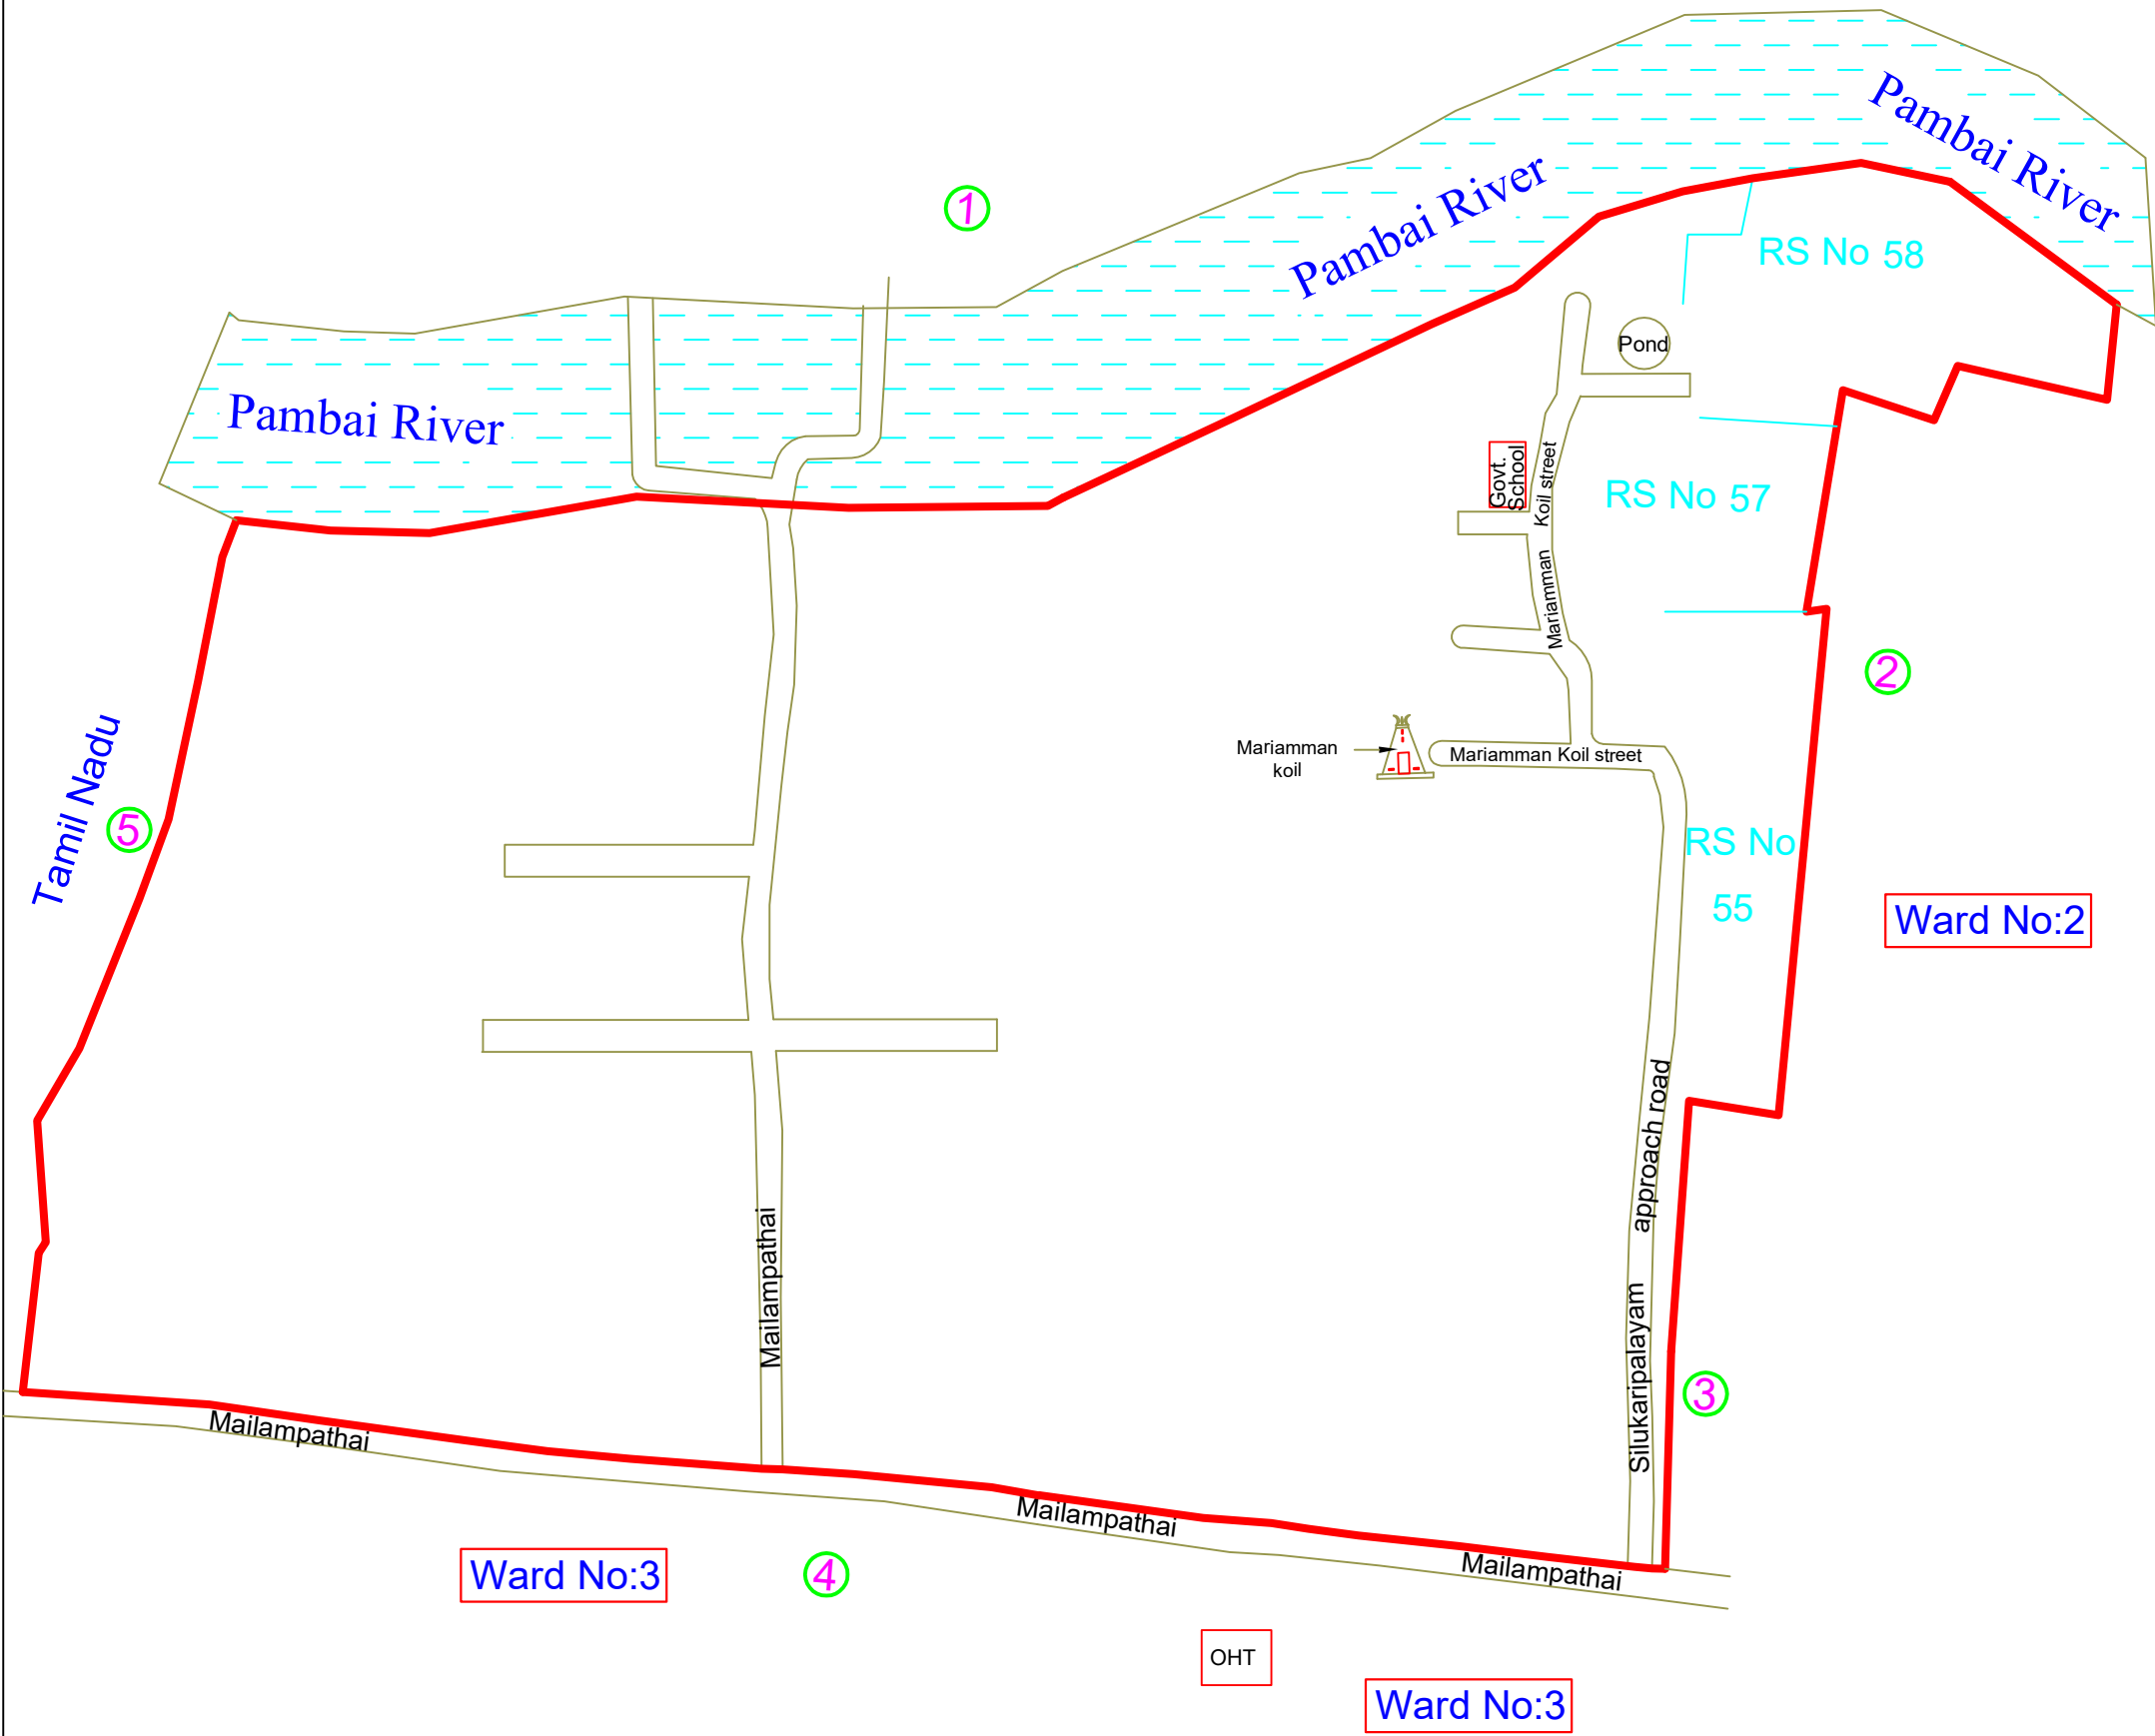 Pambai River
1
Pambai River
RS No 58
Pond
Pambai River
Govt.
School
Koil street
Mariamman
RS No 57
2
Tamil Nadu
5
Mariamman
koil
Mariamman Koil street
RS No
55
Ward No:2
approach road
Silukaripalayam
Mailampathai
3
Mailampathai
Mailampathai
Mailampathai
Ward No:3
4
OHT
Ward No:3